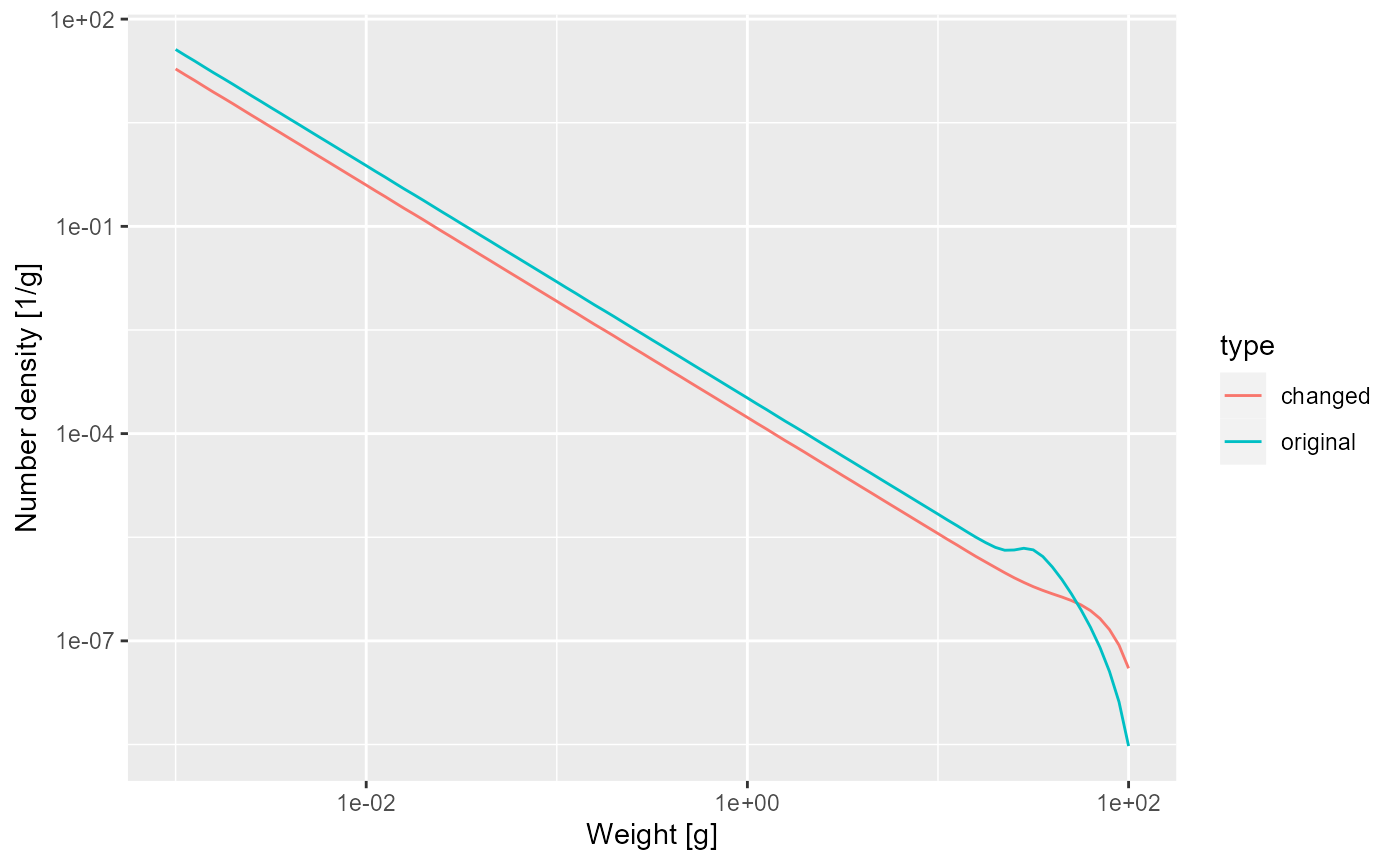 1e+02
1e-01
1e-04
1e-07
Number density [1/g]
1e-02
1e+00
1e+02
Weight [g]
type
changed
original